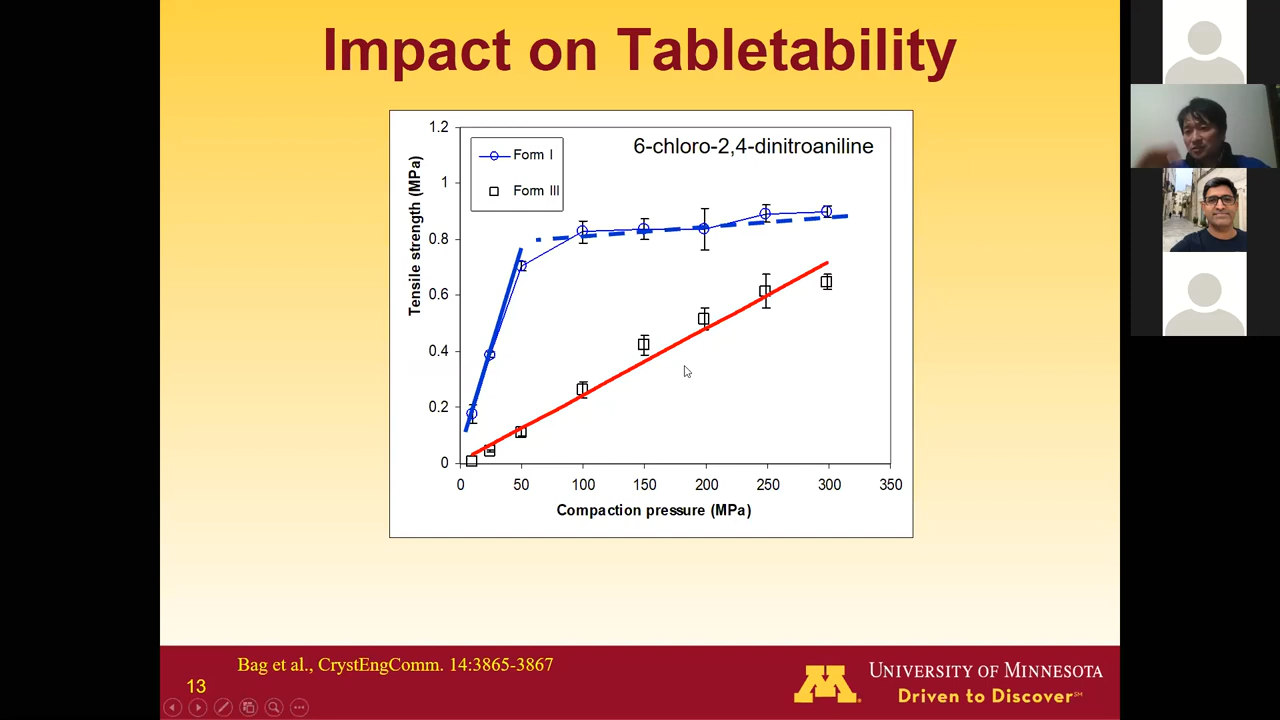 Impact on Tabletability
6-chloro-2,4-dinitroaniline
Form I
Form III
Tensile strength (MPa)
1.2
1
0.8
0.6
0.4
0.2
0
0 50 100 150 200 250 300 350
Compaction pressure (MPa)
Bag et al., CrystEngComm. 14:3865-3867
13
M
UNIVERSITY OF MINNESOTA
Driven to Discover℠